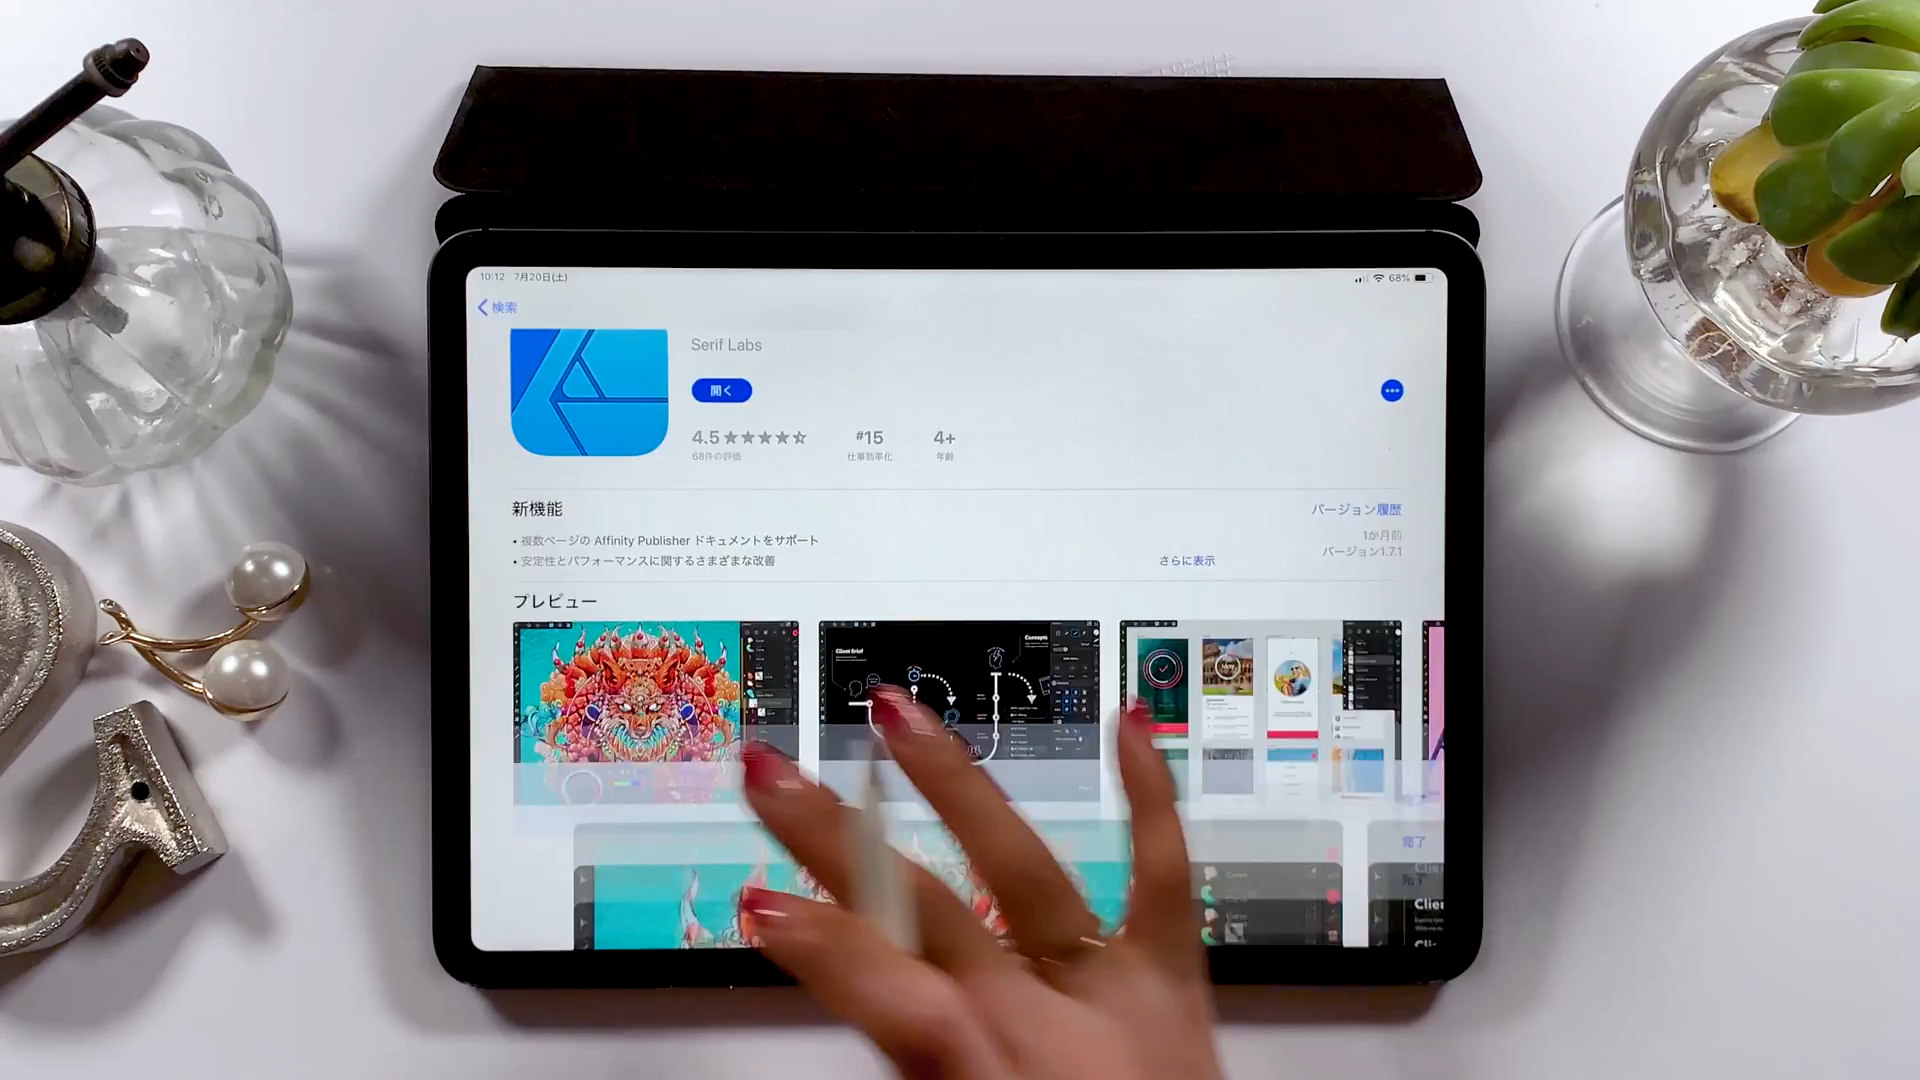 10:12 7月20日(土)
68%
検索
Serif Labs
開く
4.5 #15 4+
68件の評価 仕事効率化 年齢
新機能 バージョン履歴
• 複数ページの Affinity Publisher ドキュメントをサポート
1か月前
• 安定性とパフォーマンスに関するさまざまな改善 さらに表示
バージョン1.7.1
プレビュー
Client Brief
Concepts
完了
完了
Clie